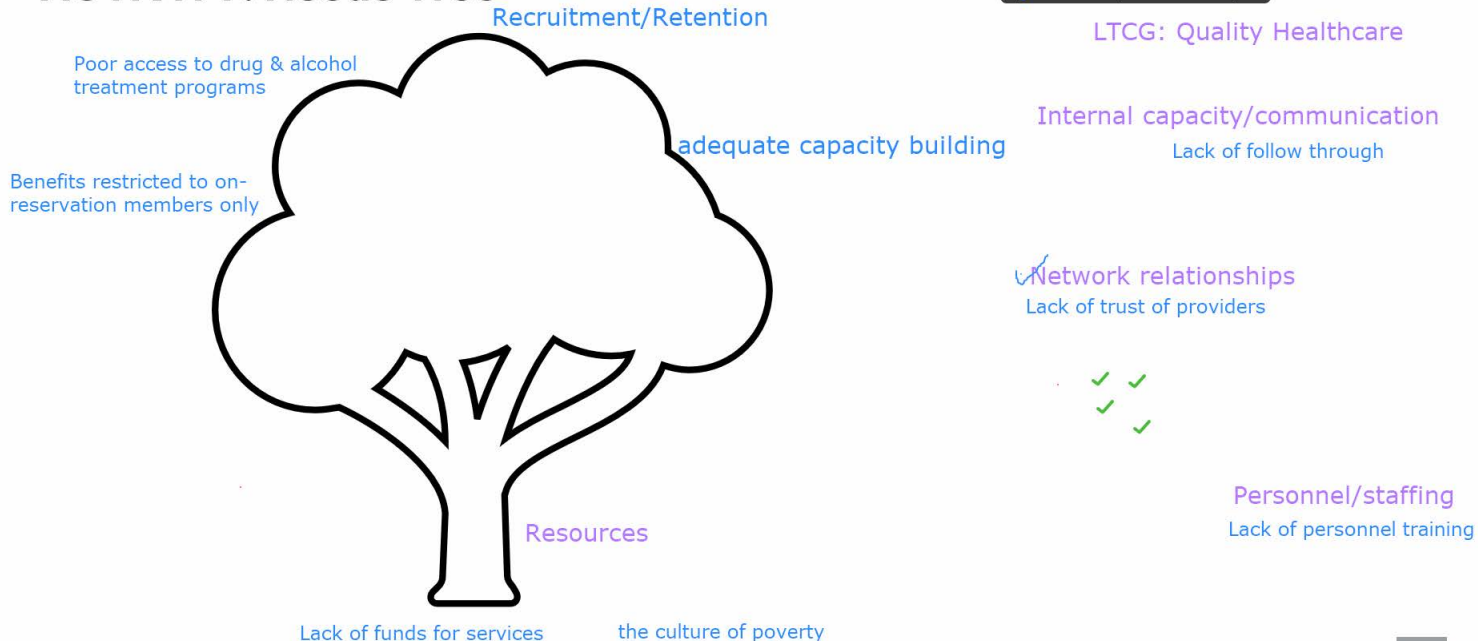 Recruitment/Retention
LTCG: Quality Healthcare
Poor access to drug & alcohol
treatment programs
Internal capacity/communication
adequate capacity building
Lack of follow through
Benefits restricted to on-
reservation members only
Network relationships
Lack of trust of providers
Personnel/staffing
Lack of personnel training
Resources
Lack of funds for services
the culture of poverty